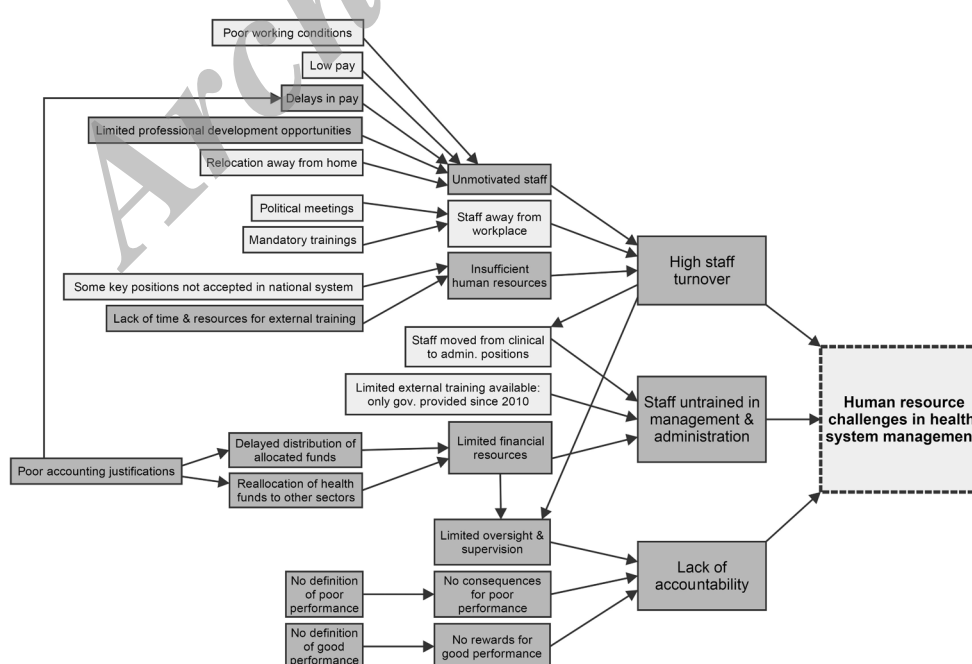 Poor working conditions
Low pay
Delays in pay
Limited professional development opportunities
Relocation away from home
Unmotivated staff
Political meetings
Mandatory trainings
Staff away from
workplace
Some key positions not accepted in national system
Lack of time & resources for external training
Insufficient
human resources
High staff
turnover
Staff moved from clinical
to admin. positions
Limited external training available:
only gov. provided since 2010
Staff untrained in
management &
administration
Human resource
challenges in health
system management
Poor accounting justifications
Delayed distribution of
allocated funds
Reallocation of health
funds to other sectors
Limited financial
resources
Limited oversight &
supervision
Lack of
accountability
No definition
of poor
performance
No consequences
for poor
performance
No definition
of good
performance
No rewards for
good performance
Arch